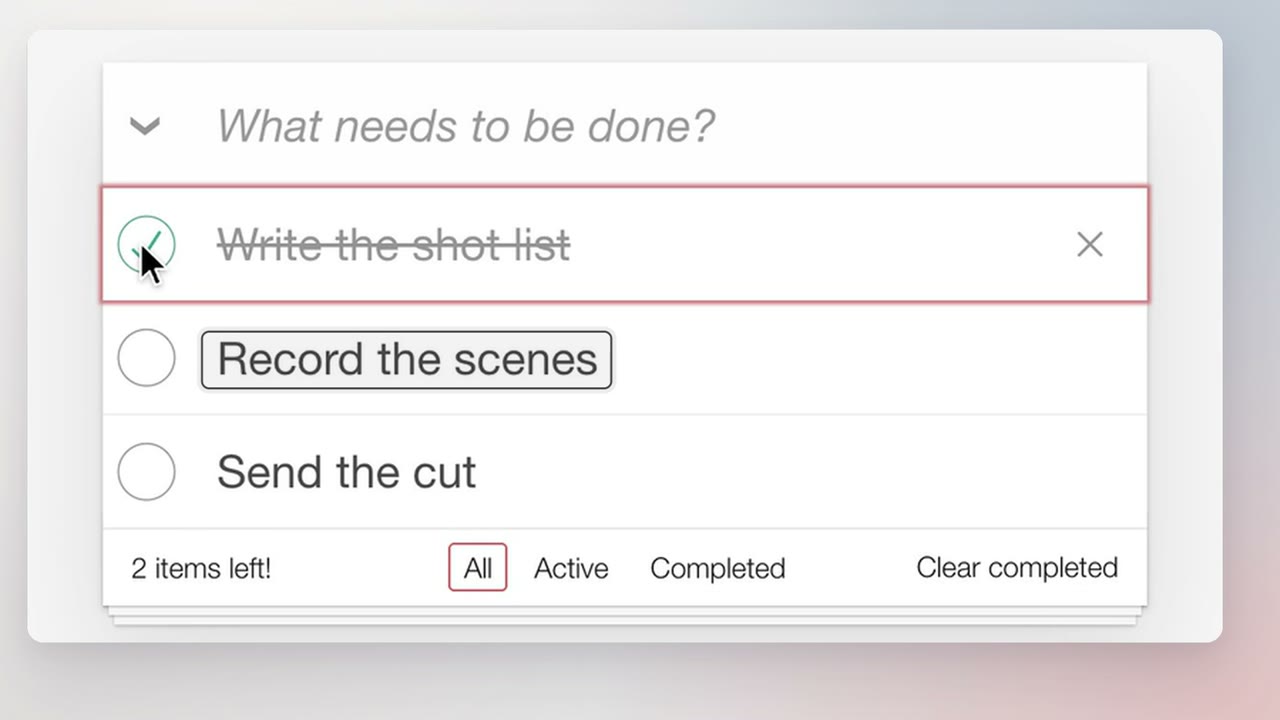 What needs to be done?
Write the shot list
Record the scenes
Send the cut
2 items left! All Active Completed Clear completed